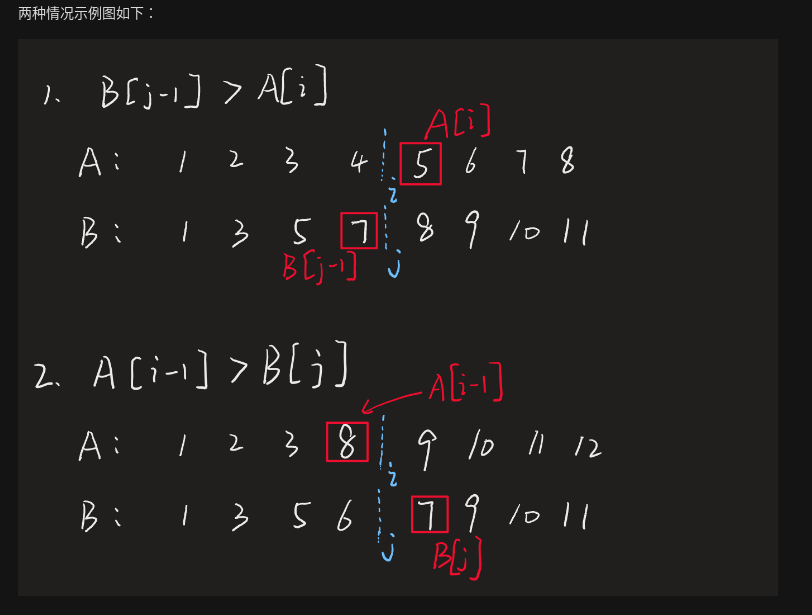 两种情况示例图如下：
1. B[j-1] > A[i]
A[i]
A: 1 2 3 4 5 6 7 8
i
B: 1 3 5 7 8 9 10 11
B[j-1] j
2. A[i-1] > B[j]
A[i-1]
A: 1 2 3 8 9 10 11 12
i
B: 1 3 5 6 7 9 10 11
j B[j]